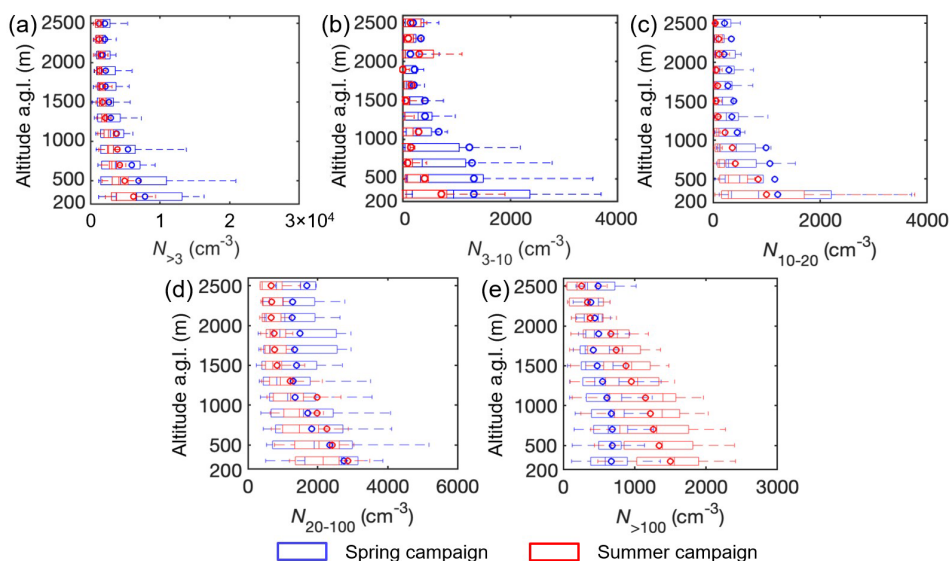 (a)
2500
2000
1500
1000
500
200
Altitude a.g.l. (m)
0
1
2
3×10⁴
N>3 (cm⁻³)
(b)
2500
2000
1500
1000
500
200
Altitude a.g.l. (m)
0
2000
4000
N3-10 (cm⁻³)
(c)
2500
2000
1500
1000
500
200
Altitude a.g.l. (m)
0
2000
4000
N10-20 (cm⁻³)
(d)
2500
2000
1500
1000
500
200
Altitude a.g.l. (m)
0
2000
4000
6000
N20-100 (cm⁻³)
(e)
2500
2000
1500
1000
500
200
Altitude a.g.l. (m)
0
1000
2000
3000
N>100 (cm⁻³)
Spring campaign
Summer campaign